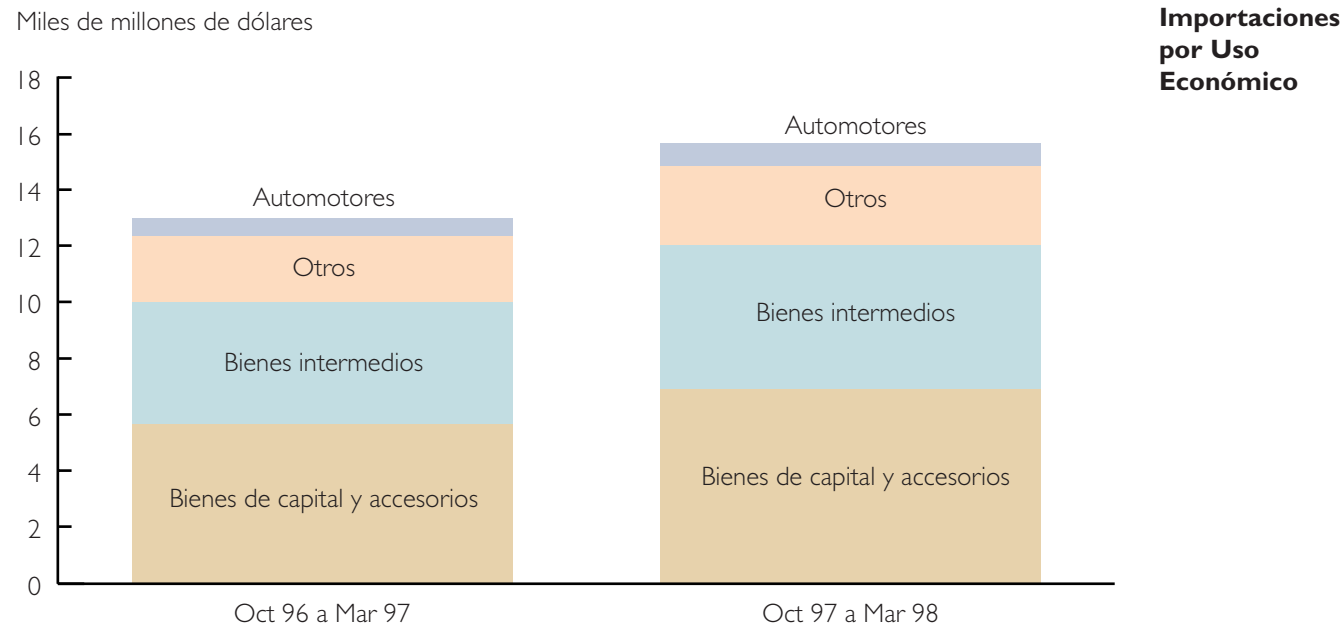 Miles de millones de dólares
Importaciones
por Uso
Económico
18
16
14
12
10
8
6
4
2
0
Automotores
Otros
Bienes intermedios
Bienes de capital y accesorios
Automotores
Otros
Bienes intermedios
Bienes de capital y accesorios
Oct 96 a Mar 97
Oct 97 a Mar 98